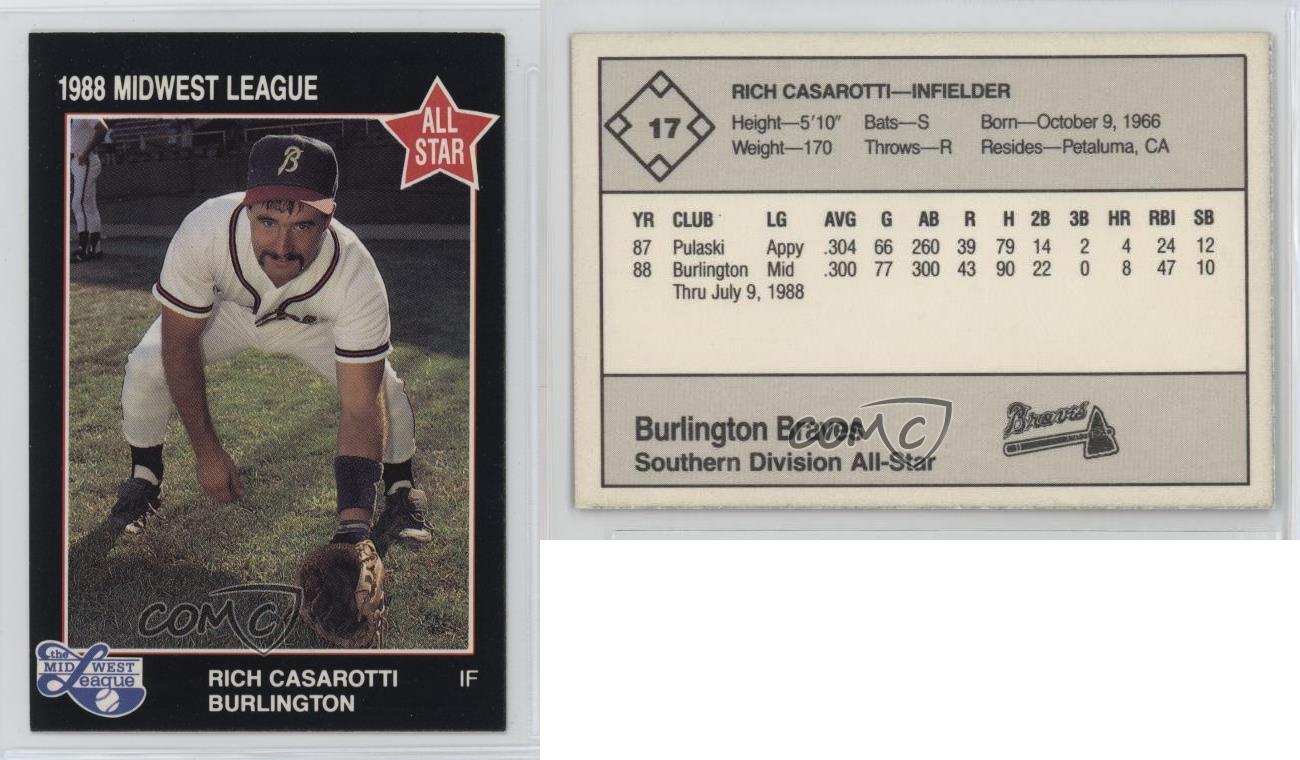 1988 MIDWEST LEAGUE
ALL
STAR
B
COMC
the
MIDWEST
League
RICH CASAROTTI IF
BURLINGTON
17
RICH CASAROTTI—INFIELDER
Height—5'10" Bats—S Born—October 9, 1966
Weight—170 Throws—R Resides—Petaluma, CA
YR CLUB LG AVG G AB R H 2B 3B HR RBI SB
87 Pulaski Appy .304 66 260 39 79 14 2 4 24 12
88 Burlington Mid .300 77 300 43 90 22 0 8 47 10
Thru July 9, 1988
Burlington Braves
Southern Division All-Star
COMC
Braves